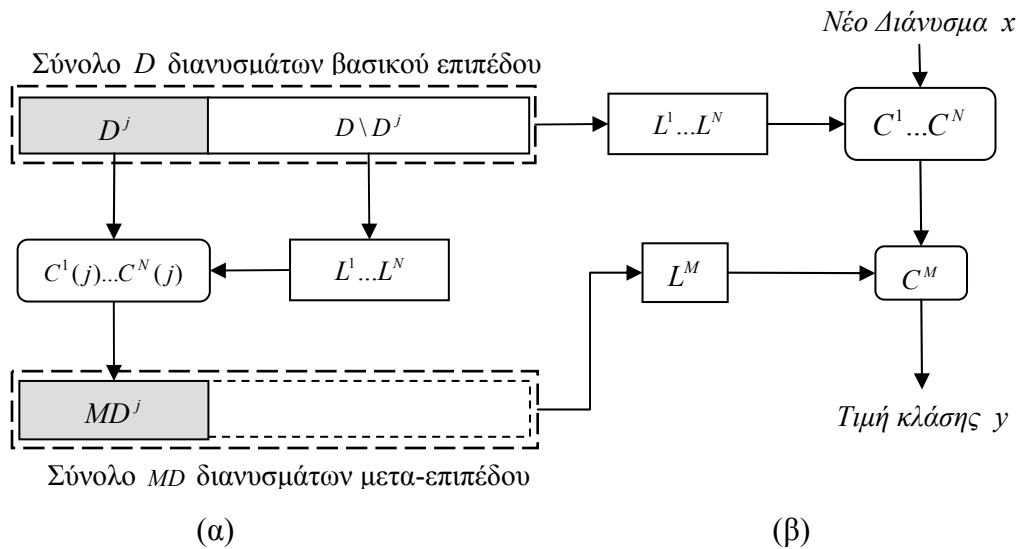 Νέο Διάνυσμα x
Σύνολο D διανυσμάτων βασικού επιπέδου
D^j
D \ D^j
L^1...L^N
C^1...C^N
C^1(j)...C^N(j)
L^1...L^N
L^M
C^M
MD^j
Τιμή κλάσης y
Σύνολο MD διανυσμάτων μετα-επιπέδου
(α)
(β)